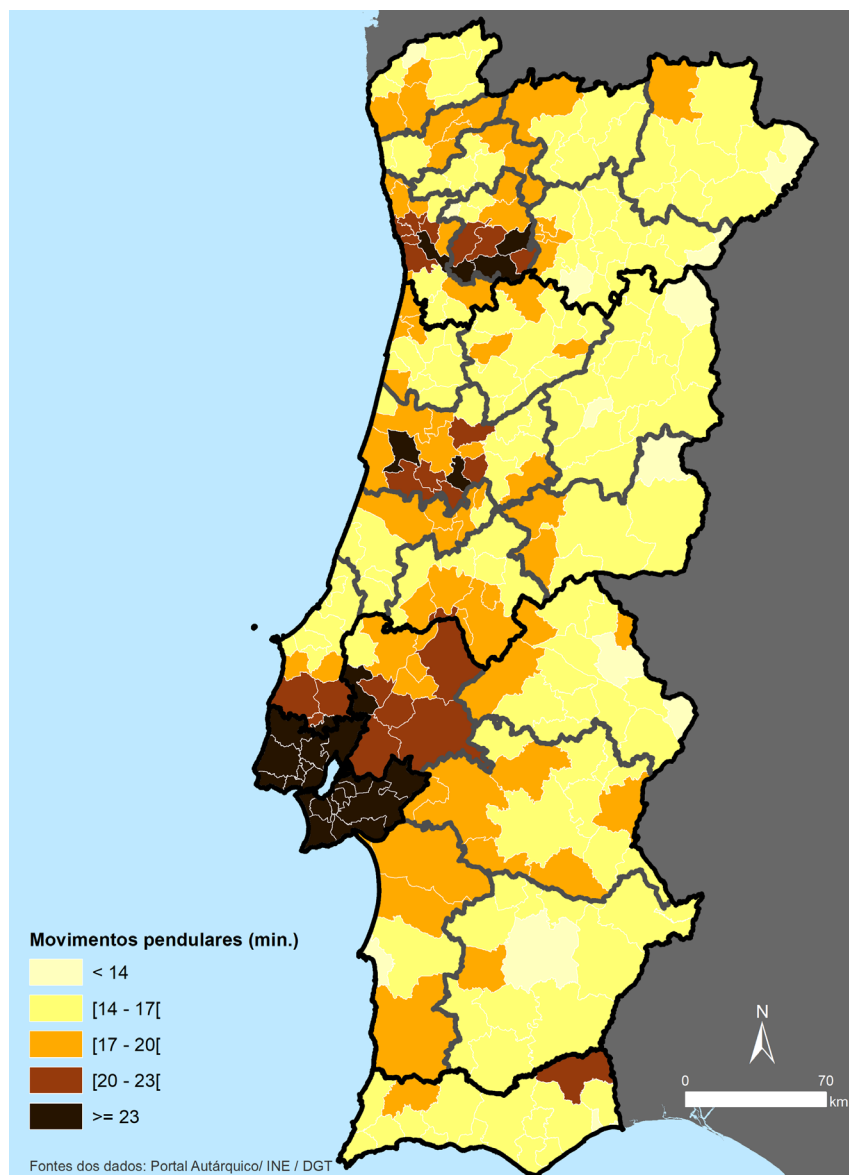 Movimentos pendulares (min.)
< 14
[14 - 17[
[17 - 20[
[20 - 23[
>= 23
N
0 70
km
Fontes dos dados: Portal Autárquico/ INE / DGT